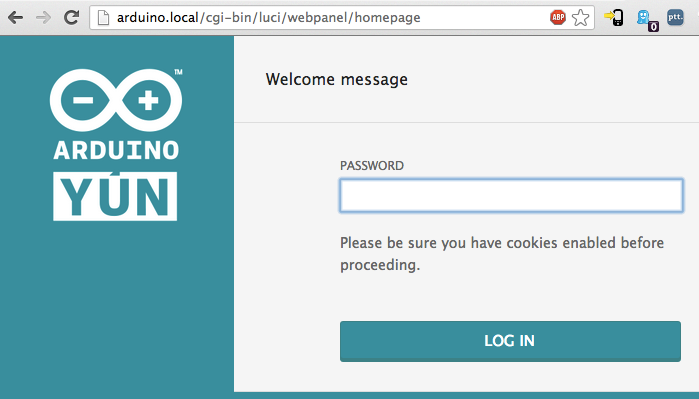 arduino.local/cgi-bin/luci/webpanel/homepage
ABP
0
ptt.
TM
ARDUINO
YÚN
Welcome message
PASSWORD
Please be sure you have cookies enabled before
proceeding.
LOG IN